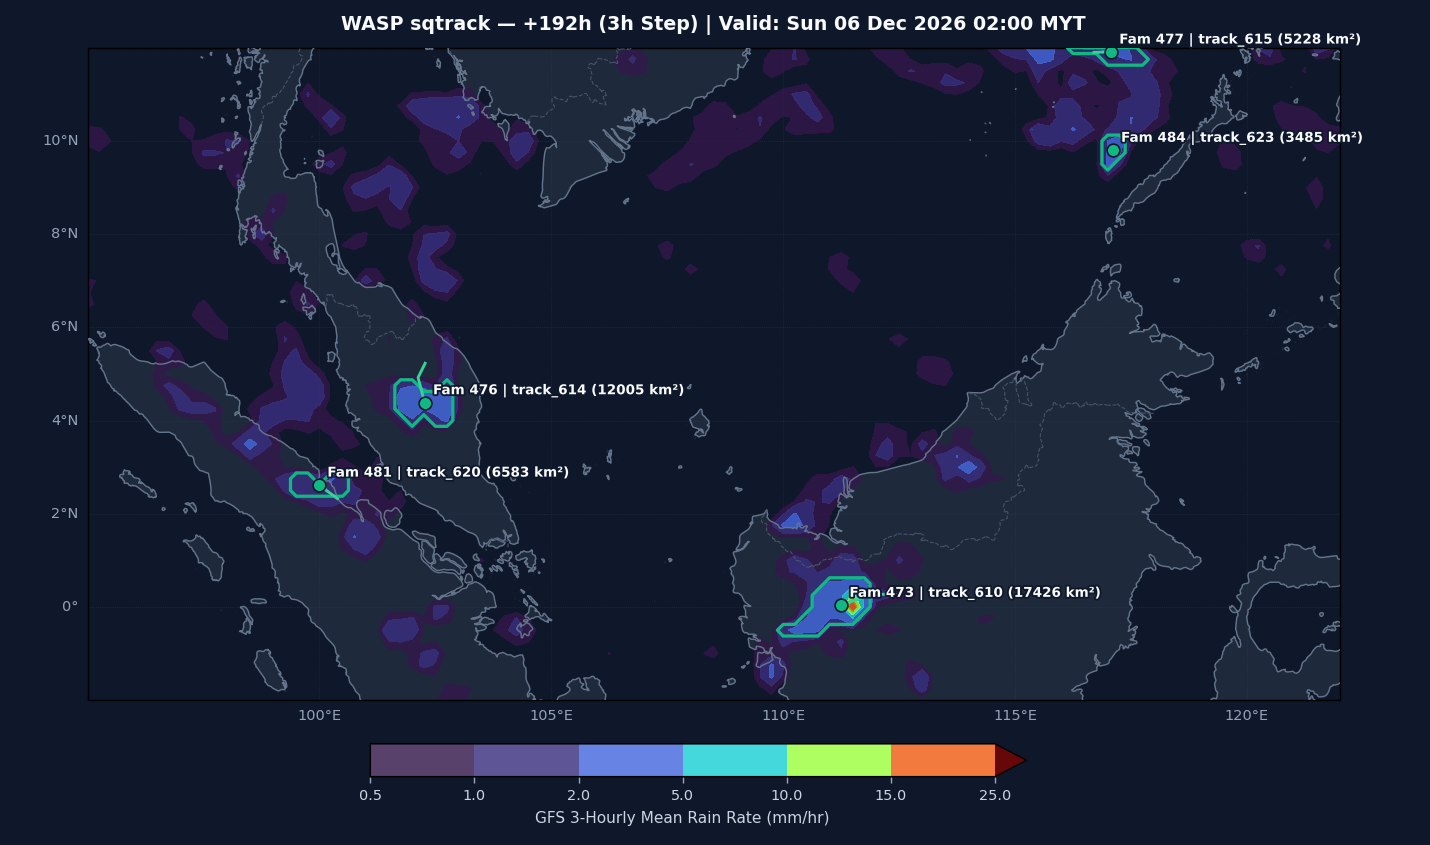 WASP sqtrack — +192h (3h Step) | Valid: Sun 06 Dec 2026 02:00 MYT
Fam 477 | track_615 (5228 km²)
10°N
Fam 484 | track_623 (3485 km²)
8°N
6°N
Fam 476 | track_614 (12005 km²)
4°N
Fam 481 | track_620 (6583 km²)
2°N
Fam 473 | track_610 (17426 km²)
0°
100°E 105°E 110°E 115°E 120°E
0.5 1.0 2.0 5.0 10.0 15.0 25.0
GFS 3-Hourly Mean Rain Rate (mm/hr)